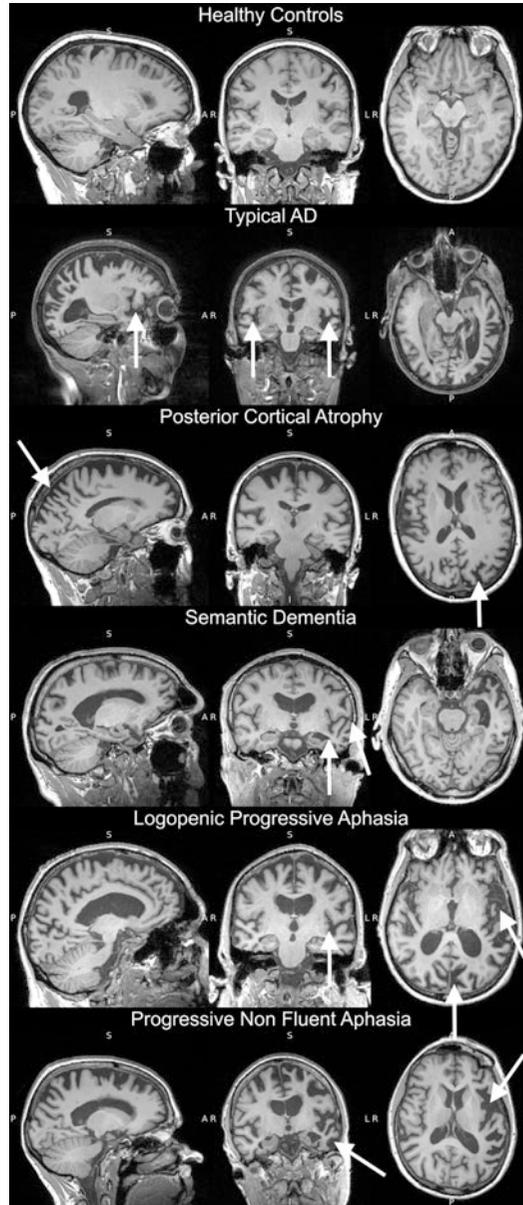 Healthy Controls
S S
P A R L R
P
Typical AD
S S A
P A R L R
P
Posterior Cortical Atrophy
S S A
P A R L R
Semantic Dementia
S S
P A R L R
Logopenic Progressive Aphasia
S S A
P A R L R
Progressive Non Fluent Aphasia
S S
P A R L R
P